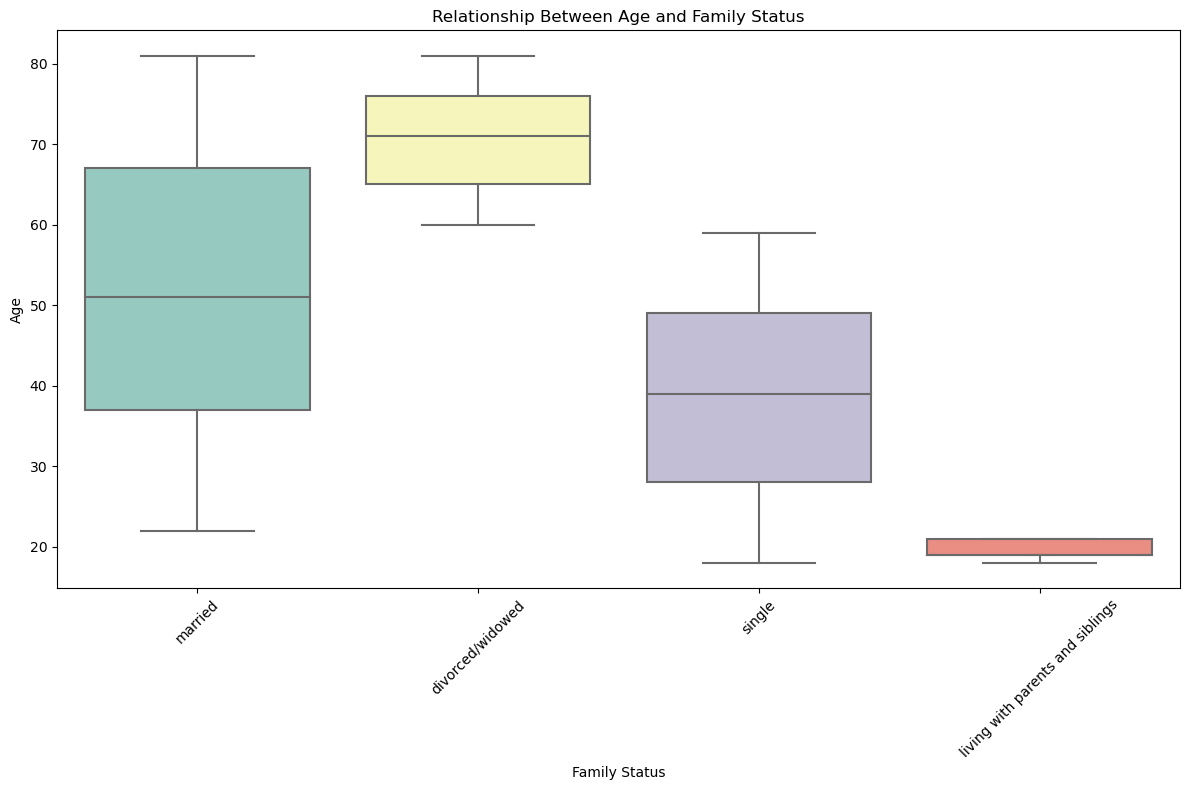 Relationship Between Age and Family Status
Age
80
70
60
50
40
30
20
married
divorced/widowed
single
living with parents and siblings
Family Status